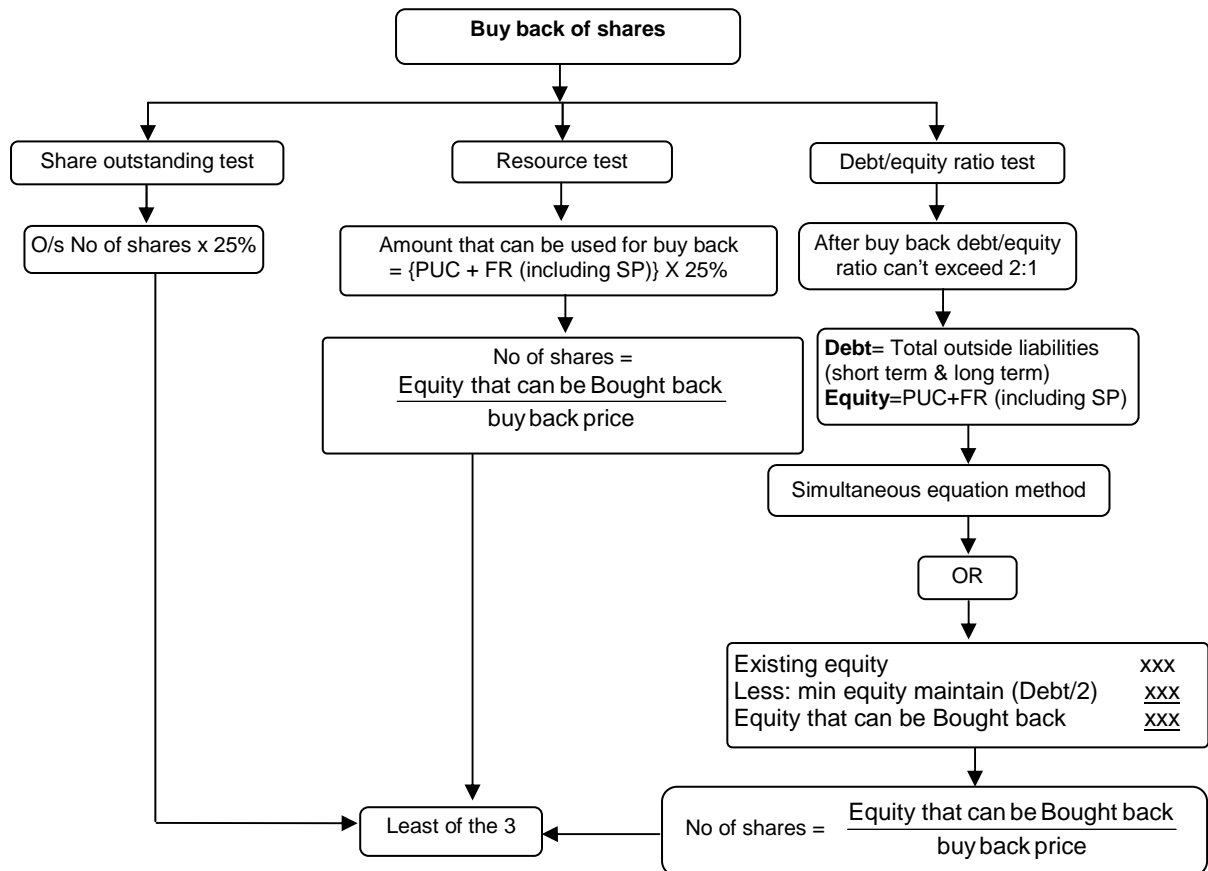 Buy back of shares
Share outstanding test
Resource test
Debt/equity ratio test
O/s No of shares x 25%
Amount that can be used for buy back
= {PUC + FR (including SP)} X 25%
After buy back debt/equity
ratio can't exceed 2:1
No of shares =
Equity that can be Bought back
buy back price
Debt= Total outside liabilities
(short term & long term)
Equity=PUC+FR (including SP)
Simultaneous equation method
OR
Existing equity xxx
Less: min equity maintain (Debt/2) xxx
Equity that can be Bought back xxx
Least of the 3
No of shares = Equity that can be Bought back
buy back price